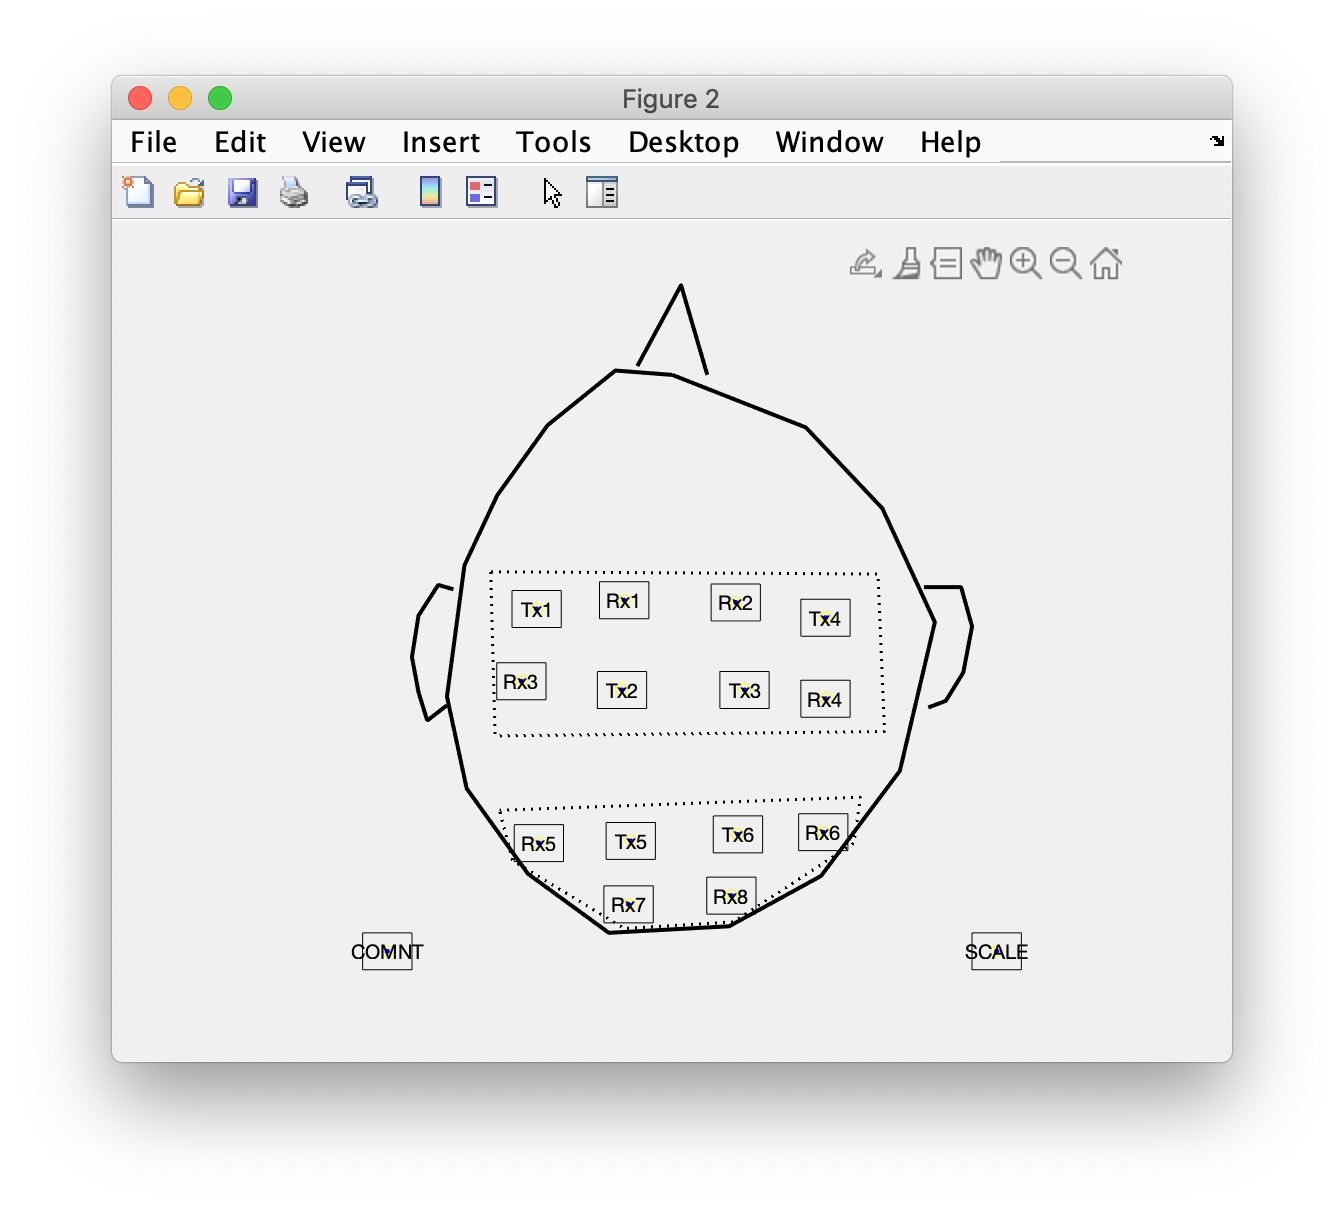 Figure 2
File Edit View Insert Tools Desktop Window Help
Tx1 Rx1 Rx2 Tx4
Rx3 Tx2 Tx3 Rx4
Rx5 Tx5 Tx6 Rx6
Rx7 Rx8
COMNT SCALE